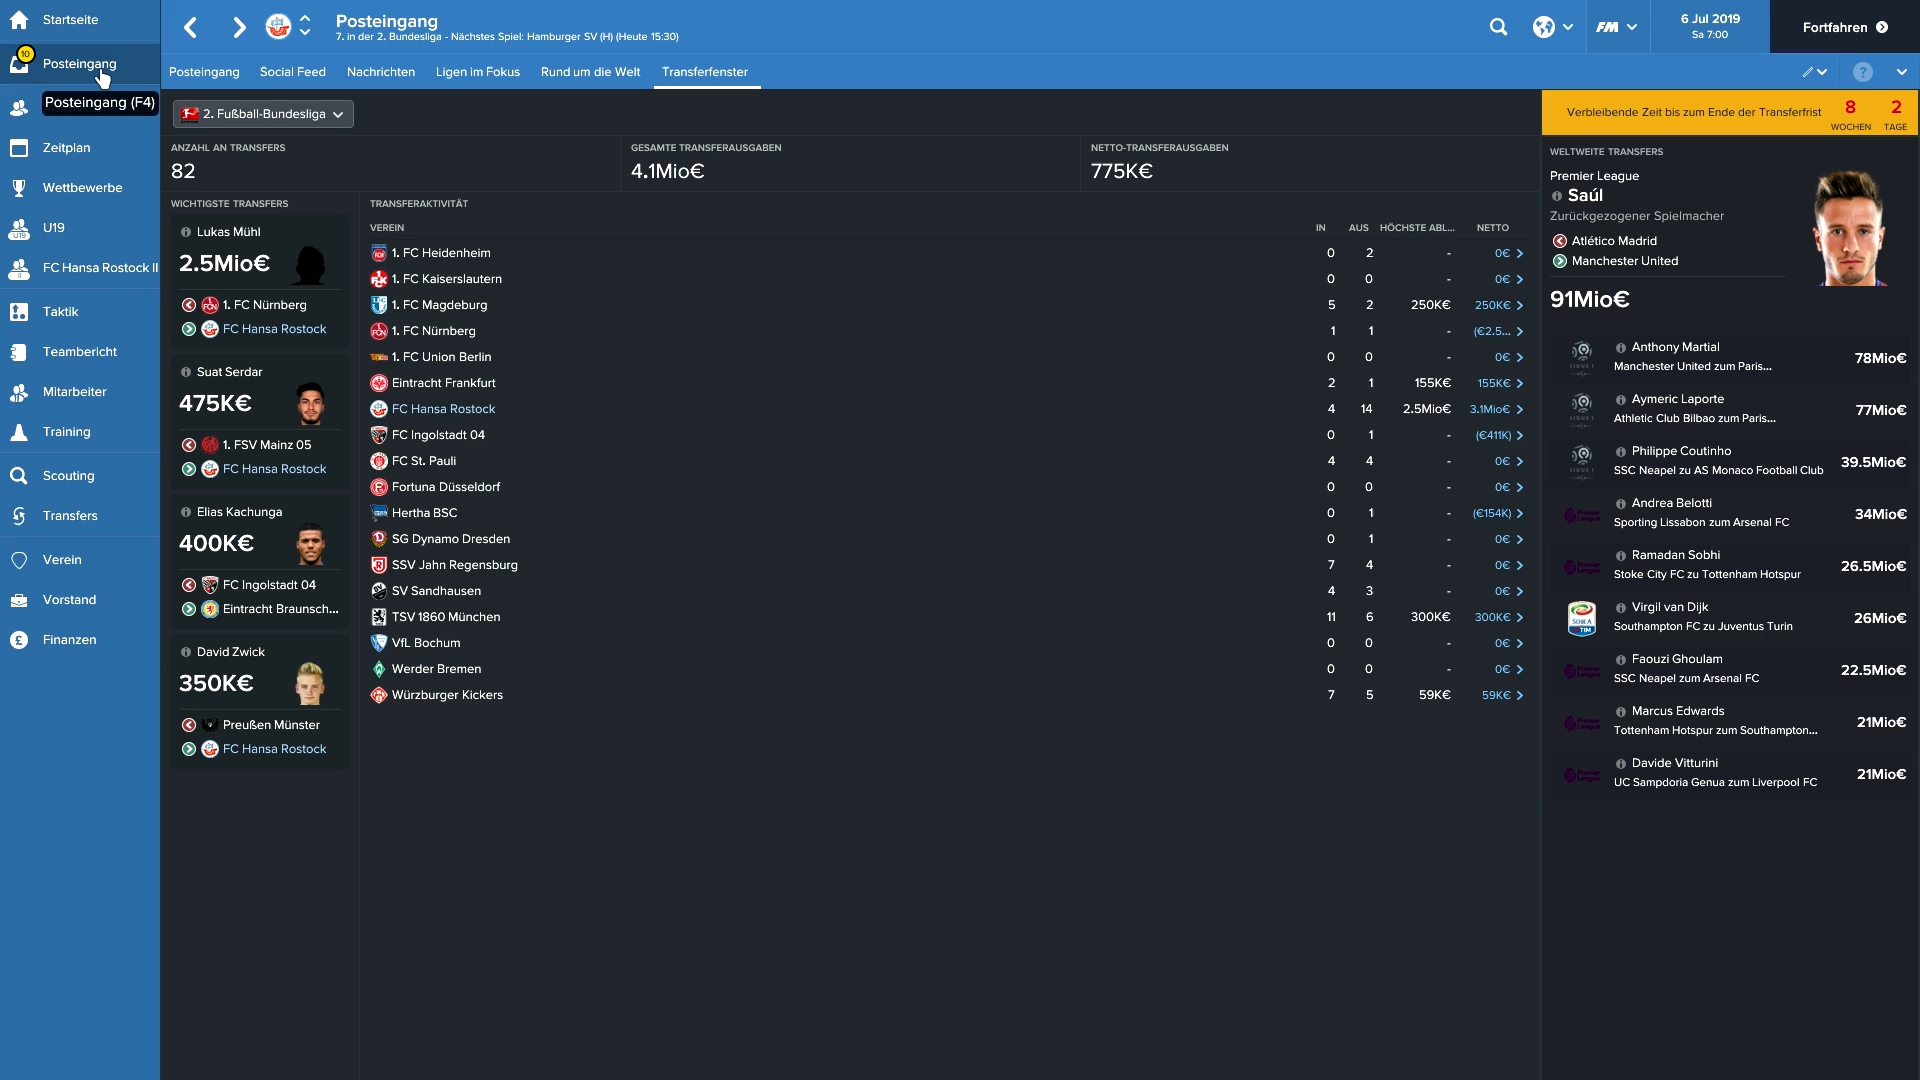 Startseite
10
Posteingang
Posteingang (F4)
Zeitplan
Wettbewerbe
U19
FC Hansa Rostock II
Taktik
Teambericht
Mitarbeiter
Training
Scouting
Transfers
Verein
Vorstand
Finanzen
Posteingang
7. in der 2. Bundesliga - Nächstes Spiel: Hamburger SV (H) (Heute 15:30)
FM
6 Jul 2019
Sa 7:00
Fortfahren
Posteingang Social Feed Nachrichten Ligen im Fokus Rund um die Welt Transferfenster
2. Fußball-Bundesliga
ANZAHL AN TRANSFERS
82
GESAMTE TRANSFERAUSGABEN
4.1Mio€
NETTO-TRANSFERAUSGABEN
775K€
WICHTIGSTE TRANSFERS
Lukas Mühl
2.5Mio€
1. FC Nürnberg
FC Hansa Rostock
Suat Serdar
475K€
1. FSV Mainz 05
FC Hansa Rostock
Elias Kachunga
400K€
FC Ingolstadt 04
Eintracht Braunsch...
David Zwick
350K€
Preußen Münster
FC Hansa Rostock
TRANSFERAKTIVITÄT
VEREIN IN AUS HÖCHSTE ABL... NETTO
1. FC Heidenheim 0 2 - 0€
1. FC Kaiserslautern 0 0 - 0€
1. FC Magdeburg 5 2 250K€ 250K€
1. FC Nürnberg 1 1 - (€2.5...
1. FC Union Berlin 0 0 - 0€
Eintracht Frankfurt 2 1 155K€ 155K€
FC Hansa Rostock 4 14 2.5Mio€ 3.1Mio€
FC Ingolstadt 04 0 1 - (€411K)
FC St. Pauli 4 4 - 0€
Fortuna Düsseldorf 0 0 - 0€
Hertha BSC 0 1 - (€154K)
SG Dynamo Dresden 0 1 - 0€
SSV Jahn Regensburg 7 4 - 0€
SV Sandhausen 4 3 - 0€
TSV 1860 München 11 6 300K€ 300K€
VfL Bochum 0 0 - 0€
Werder Bremen 0 0 - 0€
Würzburger Kickers 7 5 59K€ 59K€
Verbleibende Zeit bis zum Ende der Transferfrist
8 WOCHEN
2 TAGE
WELTWEITE TRANSFERS
Premier League
Saúl
Zurückgezogener Spielmacher
Atlético Madrid
Manchester United
91Mio€
Anthony Martial
Manchester United zum Paris...
78Mio€
Aymeric Laporte
Athletic Club Bilbao zum Paris...
77Mio€
Philippe Coutinho
SSC Neapel zu AS Monaco Football Club
39.5Mio€
Andrea Belotti
Sporting Lissabon zum Arsenal FC
34Mio€
Ramadan Sobhi
Stoke City FC zu Tottenham Hotspur
26.5Mio€
Virgil van Dijk
Southampton FC zu Juventus Turin
26Mio€
Faouzi Ghoulam
SSC Neapel zum Arsenal FC
22.5Mio€
Marcus Edwards
Tottenham Hotspur zum Southampton...
21Mio€
Davide Vitturini
UC Sampdoria Genua zum Liverpool FC
21Mio€